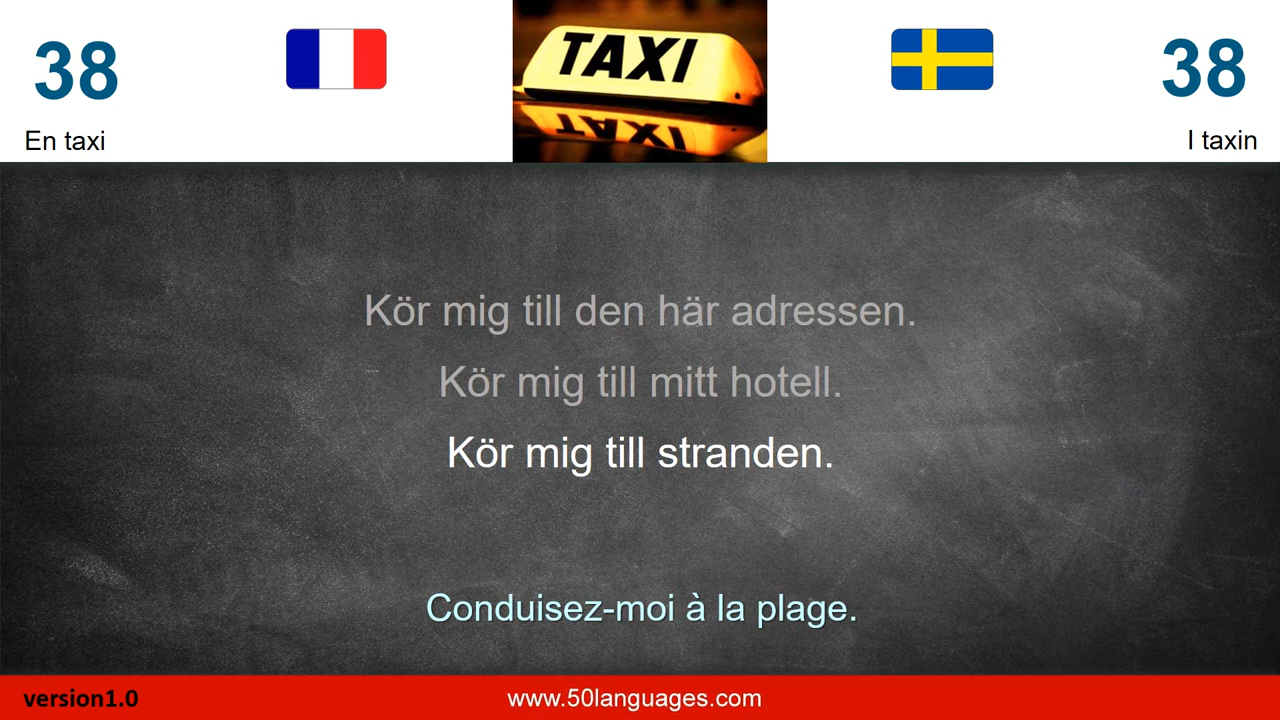 38
En taxi
TAXI
38
I taxin
Kör mig till den här adressen.
Kör mig till mitt hotell.
Kör mig till stranden.
Conduisez-moi à la plage.
version1.0
www.50languages.com